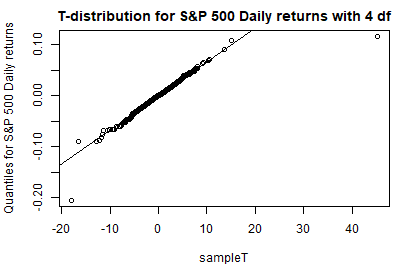 T-distribution for S&P 500 Daily returns with 4 df
Quantiles for S&P 500 Daily returns
0.10
0.00
-0.10
-0.20
-20 -10 0 10 20 30 40
sampleT